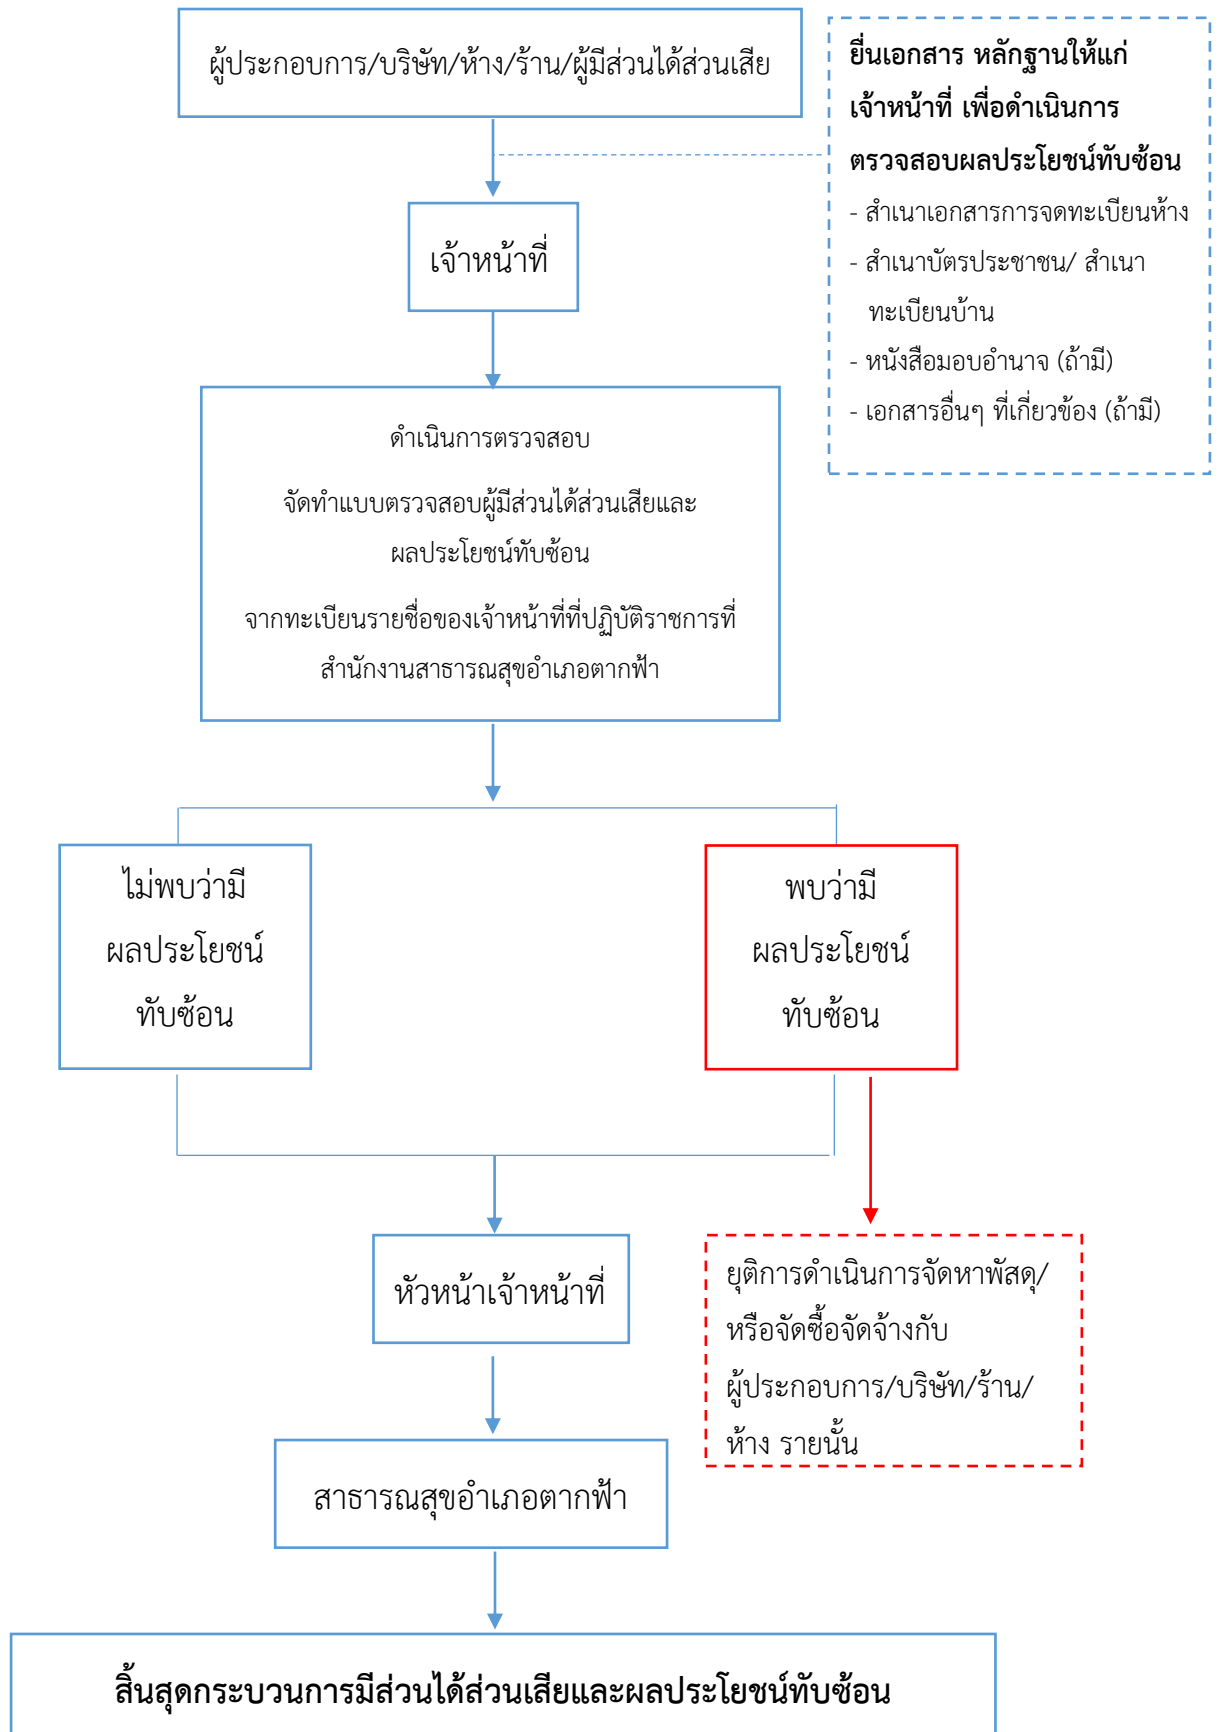 ผู้ประกอบการ/บริษัท/ห้าง/ร้าน/ผู้มีส่วนได้ส่วนเสีย
ยื่นเอกสาร หลักฐานให้แก่
เจ้าหน้าที่ เพื่อดำเนินการ
ตรวจสอบผลประโยชน์ทับซ้อน
- สำเนาเอกสารการจดทะเบียนห้าง
- สำเนาบัตรประชาชน/ สำเนา
ทะเบียนบ้าน
- หนังสือมอบอำนาจ (ถ้ามี)
- เอกสารอื่นๆ ที่เกี่ยวข้อง (ถ้ามี)
เจ้าหน้าที่
ดำเนินการตรวจสอบ
จัดทำแบบตรวจสอบผู้มีส่วนได้ส่วนเสียและ
ผลประโยชน์ทับซ้อน
จากทะเบียนรายชื่อของเจ้าหน้าที่ที่ปฏิบัติราชการที่
สำนักงานสาธารณสุขอำเภอตากฟ้า
ไม่พบว่ามี
ผลประโยชน์
ทับซ้อน
พบว่ามี
ผลประโยชน์
ทับซ้อน
หัวหน้าเจ้าหน้าที่
ยุติการดำเนินการจัดหาพัสดุ/
หรือจัดซื้อจัดจ้างกับ
ผู้ประกอบการ/บริษัท/ร้าน/
ห้าง รายนั้น
สาธารณสุขอำเภอตากฟ้า
สิ้นสุดกระบวนการมีส่วนได้ส่วนเสียและผลประโยชน์ทับซ้อน